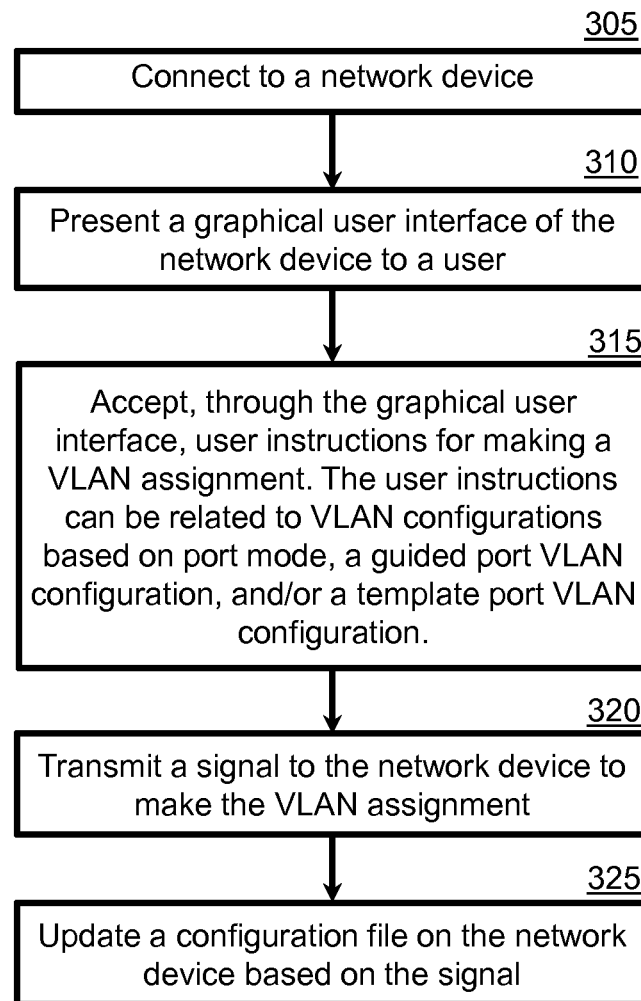 305
Connect to a network device
310
Present a graphical user interface of the
network device to a user
315
Accept, through the graphical user
interface, user instructions for making a
VLAN assignment. The user instructions
can be related to VLAN configurations
based on port mode, a guided port VLAN
configuration, and/or a template port VLAN
configuration.
320
Transmit a signal to the network device to
make the VLAN assignment
325
Update a configuration file on the network
device based on the signal